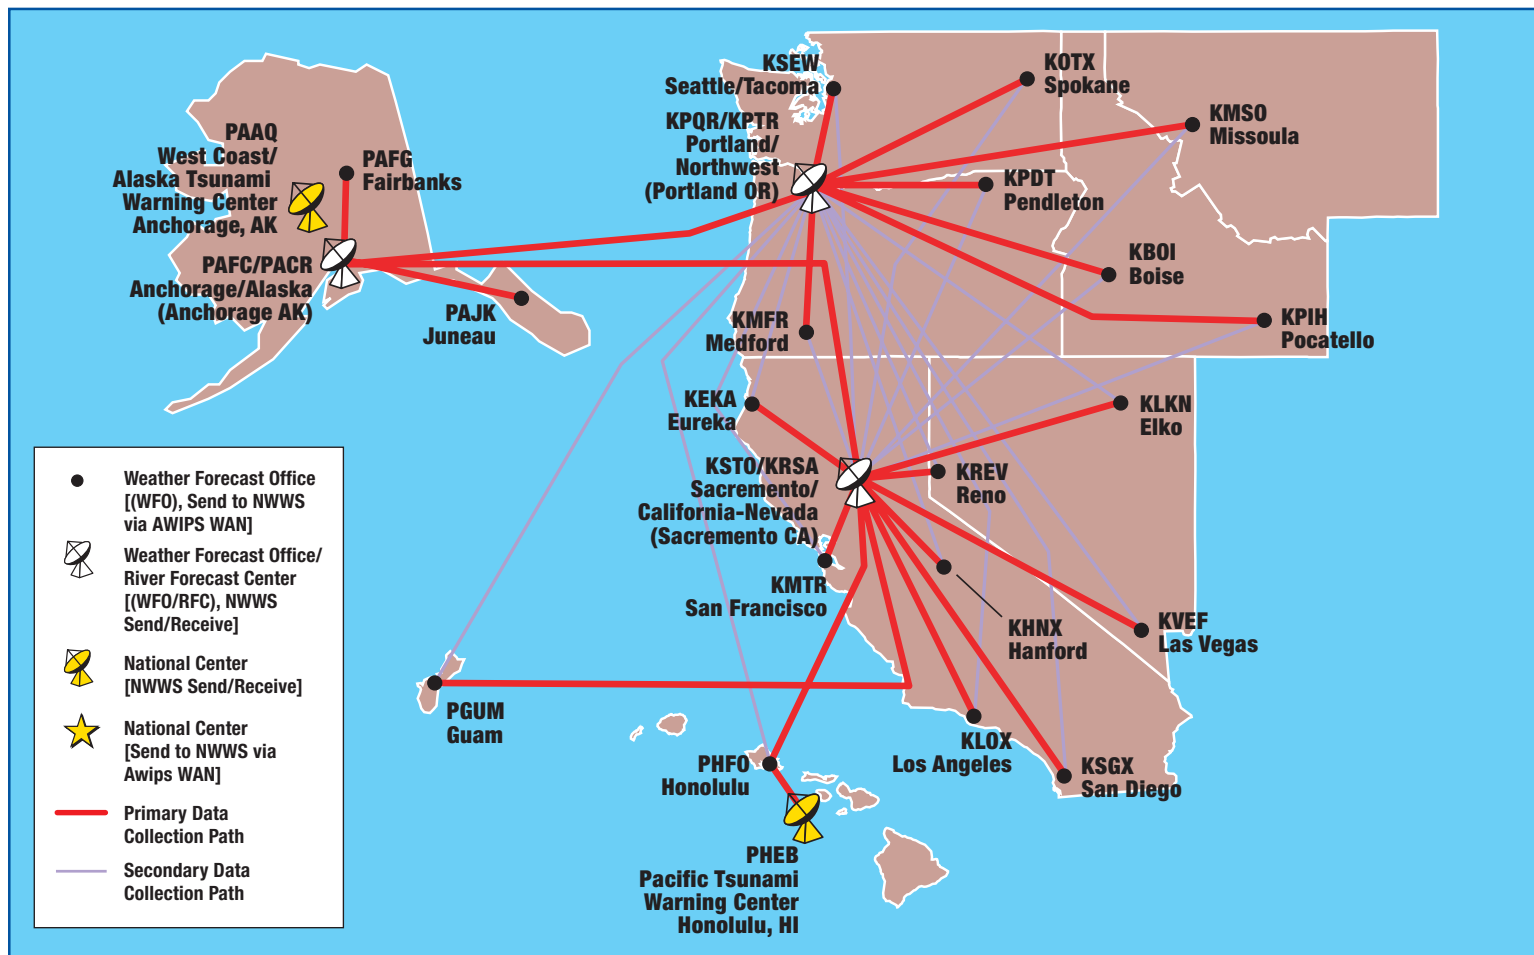 KSEW
Seattle/Tacoma
KOTX
Spokane
KMSO
Missoula
KPQR/KPTR
Portland/
Northwest
(Portland OR)
KPDT
Pendleton
PAAQ
West Coast/
Alaska Tsunami
Warning Center
Anchorage, AK
PAFG
Fairbanks
PAFC/PACR
Anchorage/Alaska
(Anchorage AK)
PAJK
Juneau
KBOI
Boise
KMFR
Medford
KPIH
Pocatello
KEKA
Eureka
KLKN
Elko
KSTO/KRSA
Sacremento/
California-Nevada
(Sacremento CA)
KREV
Reno
KMTR
San Francisco
KHNX
Hanford
KVEF
Las Vegas
PGUM
Guam
KLOX
Los Angeles
KSGX
San Diego
PHFO
Honolulu
PHEB
Pacific Tsunami
Warning Center
Honolulu, HI
Weather Forecast Office
[(WFO), Send to NWWS
via AWIPS WAN]
Weather Forecast Office/
River Forecast Center
[(WFO/RFC), NWWS
Send/Receive]
National Center
[NWWS Send/Receive]
National Center
[Send to NWWS via
Awips WAN]
Primary Data
Collection Path
Secondary Data
Collection Path